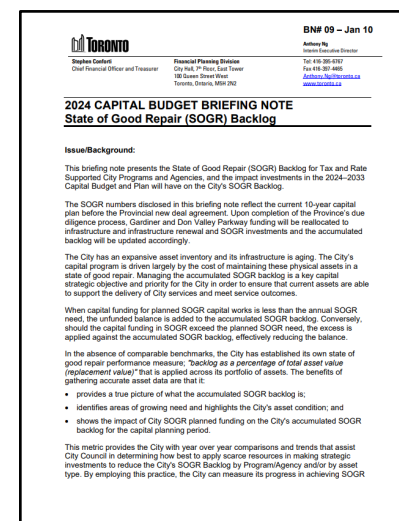 BN# 09 – Jan 10
TORONTO
Anthony Ng
Interim Executive Director
Stephen Conforti
Chief Financial Officer and Treasurer
Financial Planning Division
City Hall, 7th Floor, East Tower
100 Queen Street West
Toronto, Ontario, M5H 2N2
Tel: 416-395-6767
Fax 416-397-4465
Anthony.Ng@toronto.ca
www.toronto.ca
2024 CAPITAL BUDGET BRIEFING NOTE
State of Good Repair (SOGR) Backlog
Issue/Background:
This briefing note presents the State of Good Repair (SOGR) Backlog for Tax and Rate
Supported City Programs and Agencies, and the impact investments in the 2024–2033
Capital Budget and Plan will have on the City's SOGR Backlog.
The SOGR numbers disclosed in this briefing note reflect the current 10-year capital
plan before the Provincial new deal agreement. Upon completion of the Province's due
diligence process, Gardiner and Don Valley Parkway funding will be reallocated to
infrastructure and infrastructure renewal and SOGR investments and the accumulated
backlog will be updated accordingly.
The City has an expansive asset inventory and its infrastructure is aging. The City's
capital program is driven largely by the cost of maintaining these physical assets in a
state of good repair. Managing the accumulated SOGR backlog is a key capital
strategic objective and priority for the City in order to ensure that current assets are able
to support the delivery of City services and meet service outcomes.
When capital funding for planned SOGR capital works is less than the annual SOGR
need, the unfunded balance is added to the accumulated SOGR backlog. Conversely,
should the capital funding in SOGR exceed the planned SOGR need, the excess is
applied against the accumulated SOGR backlog, effectively reducing the balance.
In the absence of comparable benchmarks, the City has established its own state of
good repair performance measure; "backlog as a percentage of total asset value
(replacement value)" that is applied across its portfolio of assets. The benefits of
gathering accurate asset data are that it:
• provides a true picture of what the accumulated SOGR backlog is;
• identifies areas of growing need and highlights the City's asset condition; and
• shows the impact of City SOGR planned funding on the City's accumulated SOGR
backlog for the capital planning period.
This metric provides the City with year over year comparisons and trends that assist
City Council in determining how best to apply scarce resources in making strategic
investments to reduce the City's SOGR Backlog by Program/Agency and/or by asset
type. By employing this practice, the City can measure its progress in achieving SOGR